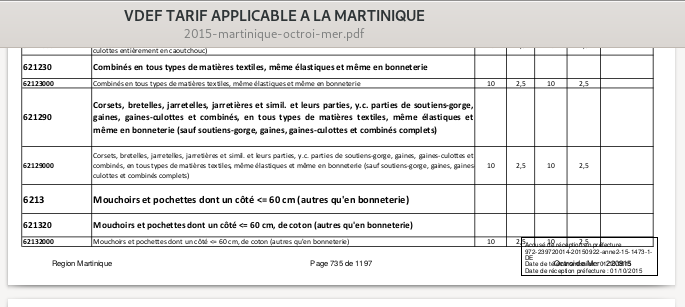 VDEF TARIF APPLICABLE A LA MARTINIQUE
2015-martinique-octroi-mer.pdf
culottes entièrement en caoutchouc)
621230 Combinés en tous types de matières textiles, même élastiques et même en bonneterie
62123000 Combinés en tous types de matières textiles, même élastiques et même en bonneterie 10 2,5 10 2,5
Corsets, bretelles, jarretelles, jarretières et simil. et leurs parties, y.c. parties de soutiens-gorge,
621290 gaines, gaines-culottes et combinés, en tous types de matières textiles, même élastiques et
même en bonneterie (sauf soutiens-gorge, gaines, gaines-culottes et combinés complets)
Corsets, bretelles, jarretelles, jarretières et simil. et leurs parties, y.c. parties de soutiens-gorge, gaines, gaines-culottes et
62129000 combinés, en tous types de matières textiles, même élastiques et même en bonneterie (sauf soutiens-gorge, gaines, gaines-culottes et combinés complets) 10 2,5 10 2,5
6213 Mouchoirs et pochettes dont un côté <= 60 cm (autres qu'en bonneterie)
621320 Mouchoirs et pochettes dont un côté <= 60 cm, de coton (autres qu'en bonneterie)
62132000 Mouchoirs et pochettes dont un côté <= 60 cm, de coton (autres qu'en bonneterie) 10 2,5 10 2,5
Accusé de réception en préfecture
972-239720014-20150922-anne2-15-1473-1-
DE
Region Martinique Page 735 de 1197 Octroi de Mer
Date de réception préfecture : 01/10/2015